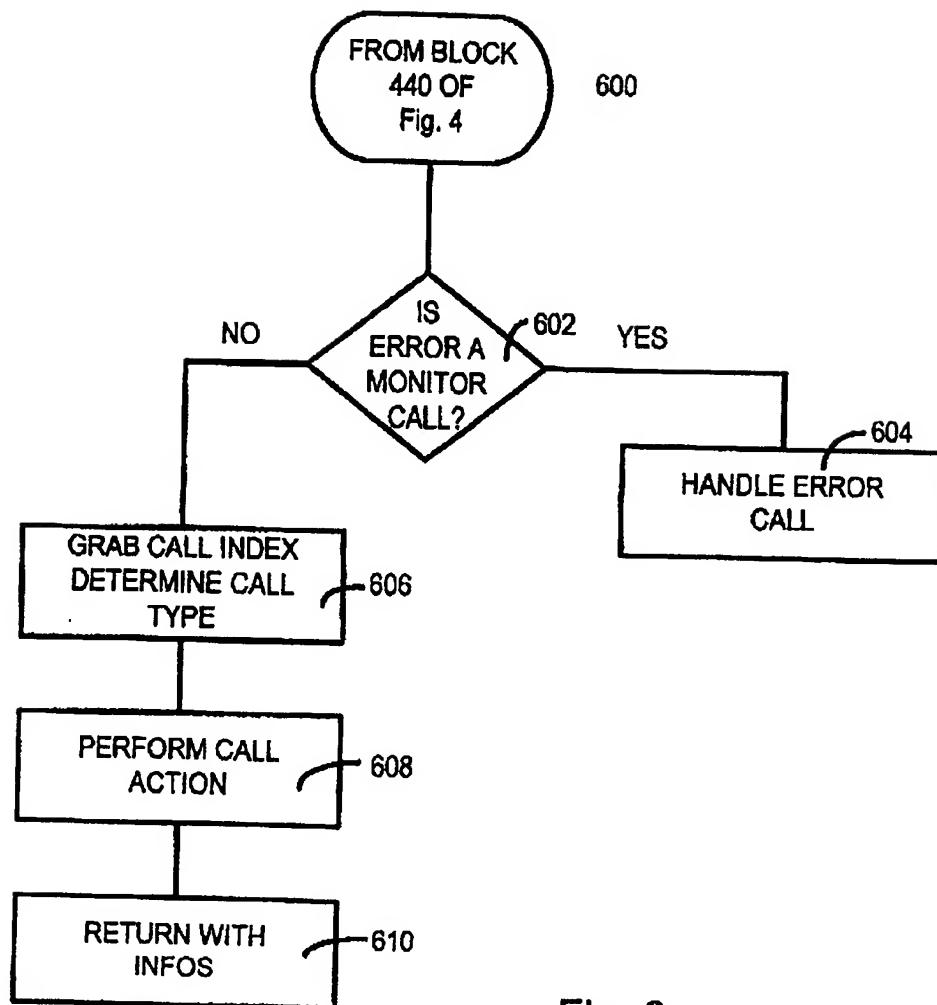 FROM BLOCK
440 OF
Fig. 4
600
IS
ERROR A
MONITOR
CALL?
602
NO
YES
604
HANDLE ERROR
CALL
GRAB CALL INDEX
DETERMINE CALL
TYPE
606
PERFORM CALL
ACTION
608
RETURN WITH
INFOS
610